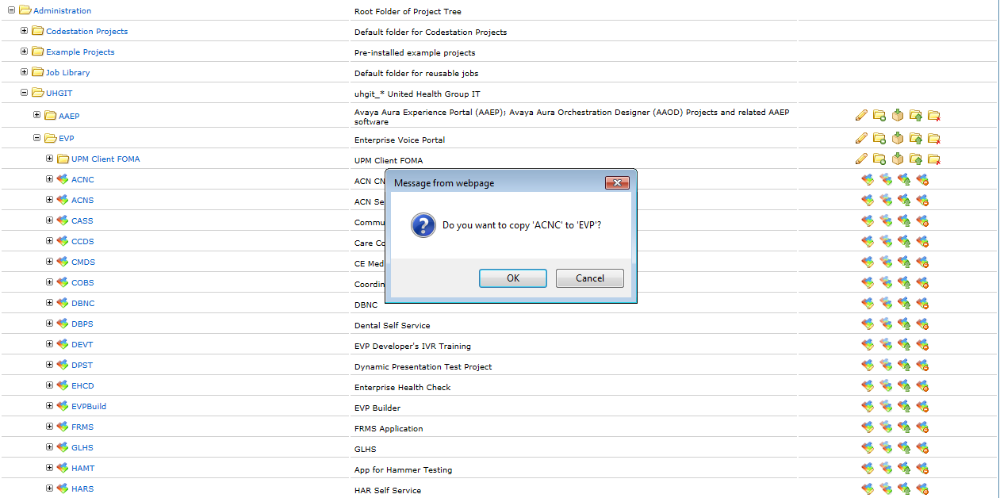 Administration Root Folder of Project Tree
Codestation Projects Default folder for Codestation Projects
Example Projects Pre-installed example projects
Job Library Default folder for reusable jobs
UHGIT uhgit_* United Health Group IT
AAEP Avaya Aura Experience Portal (AAEP); Avaya Aura Orchestration Designer (AAOD) Projects and related AAEP
software
EVP Enterprise Voice Portal
UPM Client FOMA UPM Client FOMA
ACNC ACN CN
ACNS ACN Se
CASS Commu
CCDS Care Co
CMDS CE Med
COBS Coordin
DBNC DBNC
DBPS Dental Self Service
DEVT EVP Developer's IVR Training
DPST Dynamic Presentation Test Project
EHCD Enterprise Health Check
EVPBuild EVP Builder
FRMS FRMS Application
GLHS GLHS
HAMT App for Hammer Testing
HARS HAR Self Service
Message from webpage
Do you want to copy 'ACNC' to 'EVP'?
OK Cancel